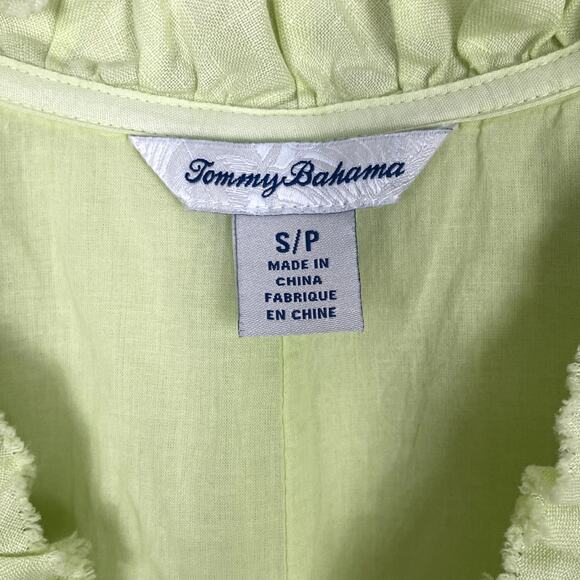 Tommy Bahama
S/P
MADE IN
CHINA
FABRIQUE
EN CHINE